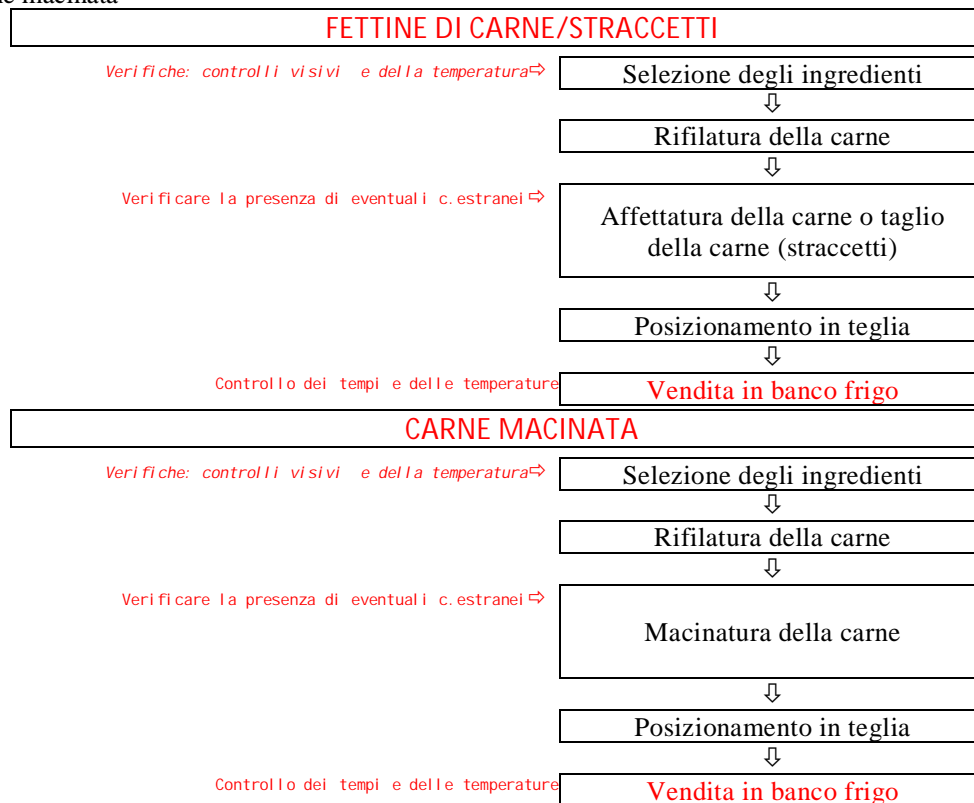 ne macinata
FETTINE DI CARNE/STRACCETTI
Verifiche: controlli visivi e della temperatura⇨ Selezione degli ingredienti
⇩
Rifilatura della carne
⇩
Verificare la presenza di eventuali c.estranei⇨ Affettatura della carne o taglio
della carne (straccetti)
⇩
Posizionamento in teglia
⇩
Controllo dei tempi e delle temperature Vendita in banco frigo
CARNE MACINATA
Verifiche: controlli visivi e della temperatura⇨ Selezione degli ingredienti
⇩
Rifilatura della carne
⇩
Verificare la presenza di eventuali c.estranei⇨ Macinatura della carne
⇩
Posizionamento in teglia
⇩
Controllo dei tempi e delle temperature Vendita in banco frigo